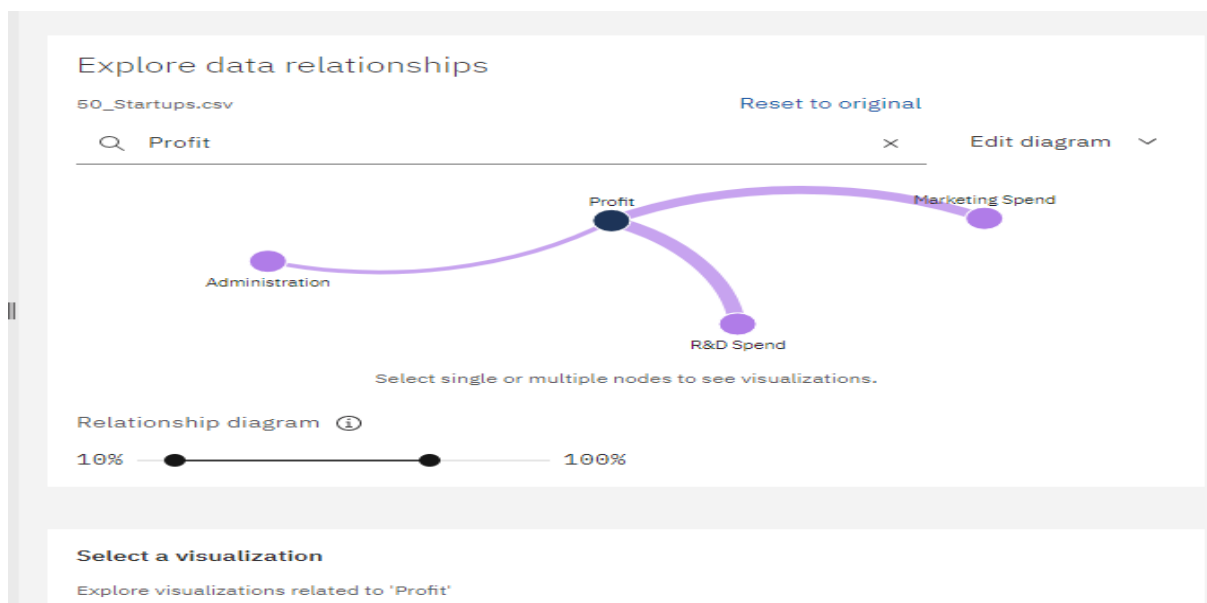 Explore data relationships
50_Startups.csv Reset to original
Profit × Edit diagram
Profit
Marketing Spend
Administration
R&D Spend
Select single or multiple nodes to see visualizations.
Relationship diagram
10% 100%
Select a visualization
Explore visualizations related to 'Profit'